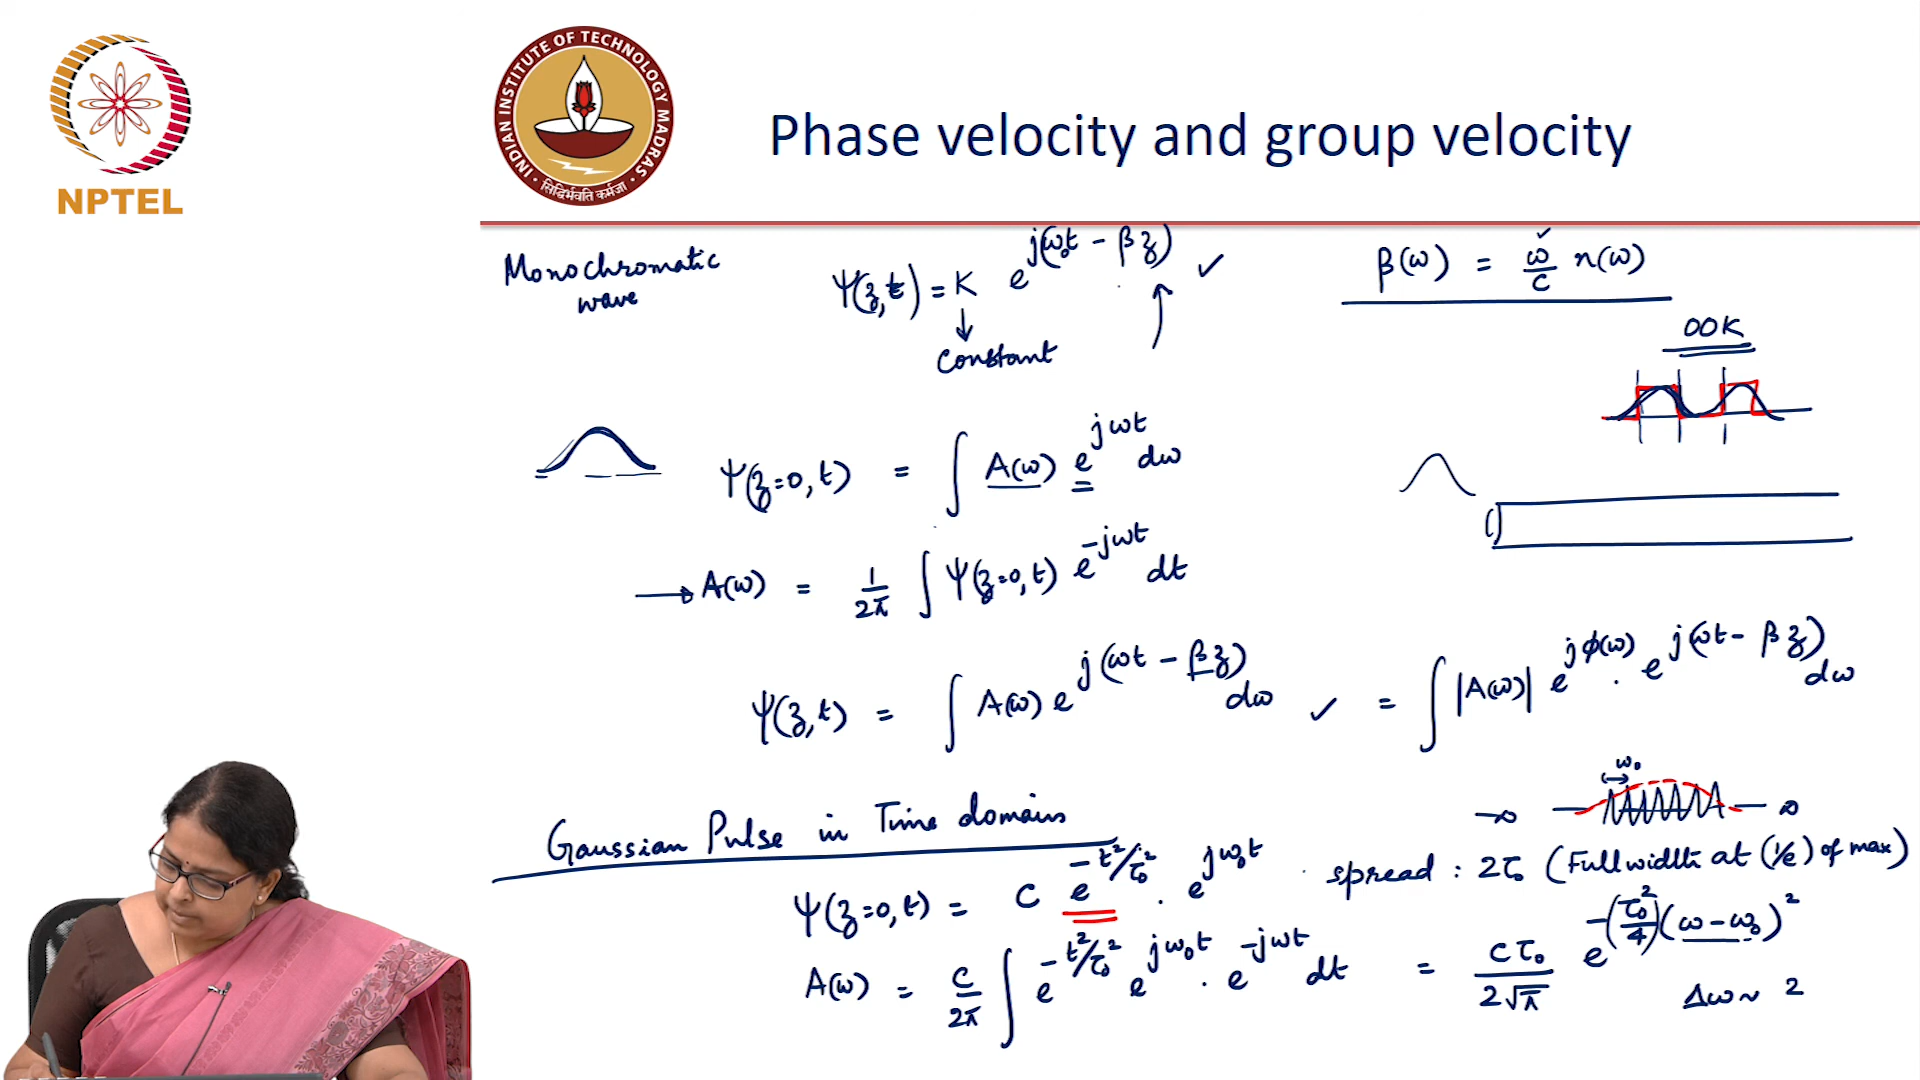 NPTEL
INDIAN INSTITUTE OF TECHNOLOGY MADRAS
सिद्धिर्भवति कर्मजा
Phase velocity and group velocity
Monochromatic wave
Ψ(z,t) = K e^j(ω₀t - βz) ✓
↓
Constant
β(ω) = ω/c n(ω)
OOK
Ψ(z=0,t) = ∫ A(ω) e^jωt dω
→ A(ω) = 1/2π ∫ Ψ(z=0,t) e^-jωt dt
Ψ(z,t) = ∫ A(ω) e^j(ωt - βz) dω ✓ = ∫ |A(ω)| e^jφ(ω) . e^j(ωt - βz) dω
ω₀
-∞ ∞
Gaussian Pulse in Time domain
Ψ(z=0,t) = C e^-t²/τ₀² . e^jω₀t
spread : 2τ₀ (Full width at (1/e) of max)
A(ω) = C/2π ∫ e^-t²/τ₀² e^jω₀t . e^-jωt dt = Cτ₀/2√π e^-(τ₀²/4)(ω-ω₀)²
Δω ~ 2